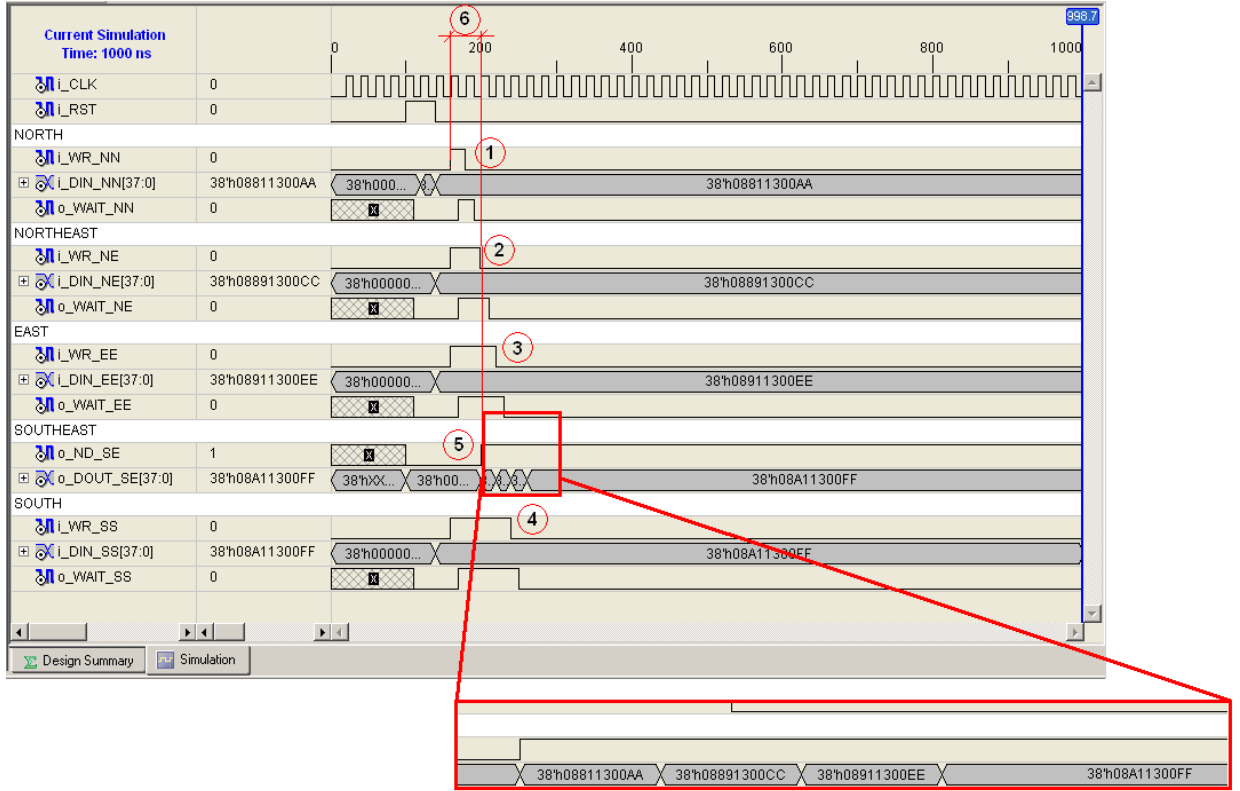 998.7
6
Current Simulation
Time: 1000 ns
0 200 400 600 800 1000
i_CLK 0
i_RST 0
NORTH
i_WR_NN 0 1
i_DIN_NN[37:0] 38'h08811300AA 38'h000... 38'h08811300AA
o_WAIT_NN 0 X
NORTHEAST
i_WR_NE 0 2
i_DIN_NE[37:0] 38'h08891300CC 38'h00000... 38'h08891300CC
o_WAIT_NE 0 X
EAST
i_WR_EE 0 3
i_DIN_EE[37:0] 38'h08911300EE 38'h00000... 38'h08911300EE
o_WAIT_EE 0 X
SOUTHEAST
o_ND_SE 1 X 5
o_DOUT_SE[37:0] 38'h08A11300FF 38'hXX... 38'h00... 38'h08A11300FF
SOUTH
i_WR_SS 0 4
i_DIN_SS[37:0] 38'h08A11300FF 38'h00000... 38'h08A11300FF
o_WAIT_SS 0 X
Design Summary Simulation
38'h08811300AA 38'h08891300CC 38'h08911300EE 38'h08A11300FF